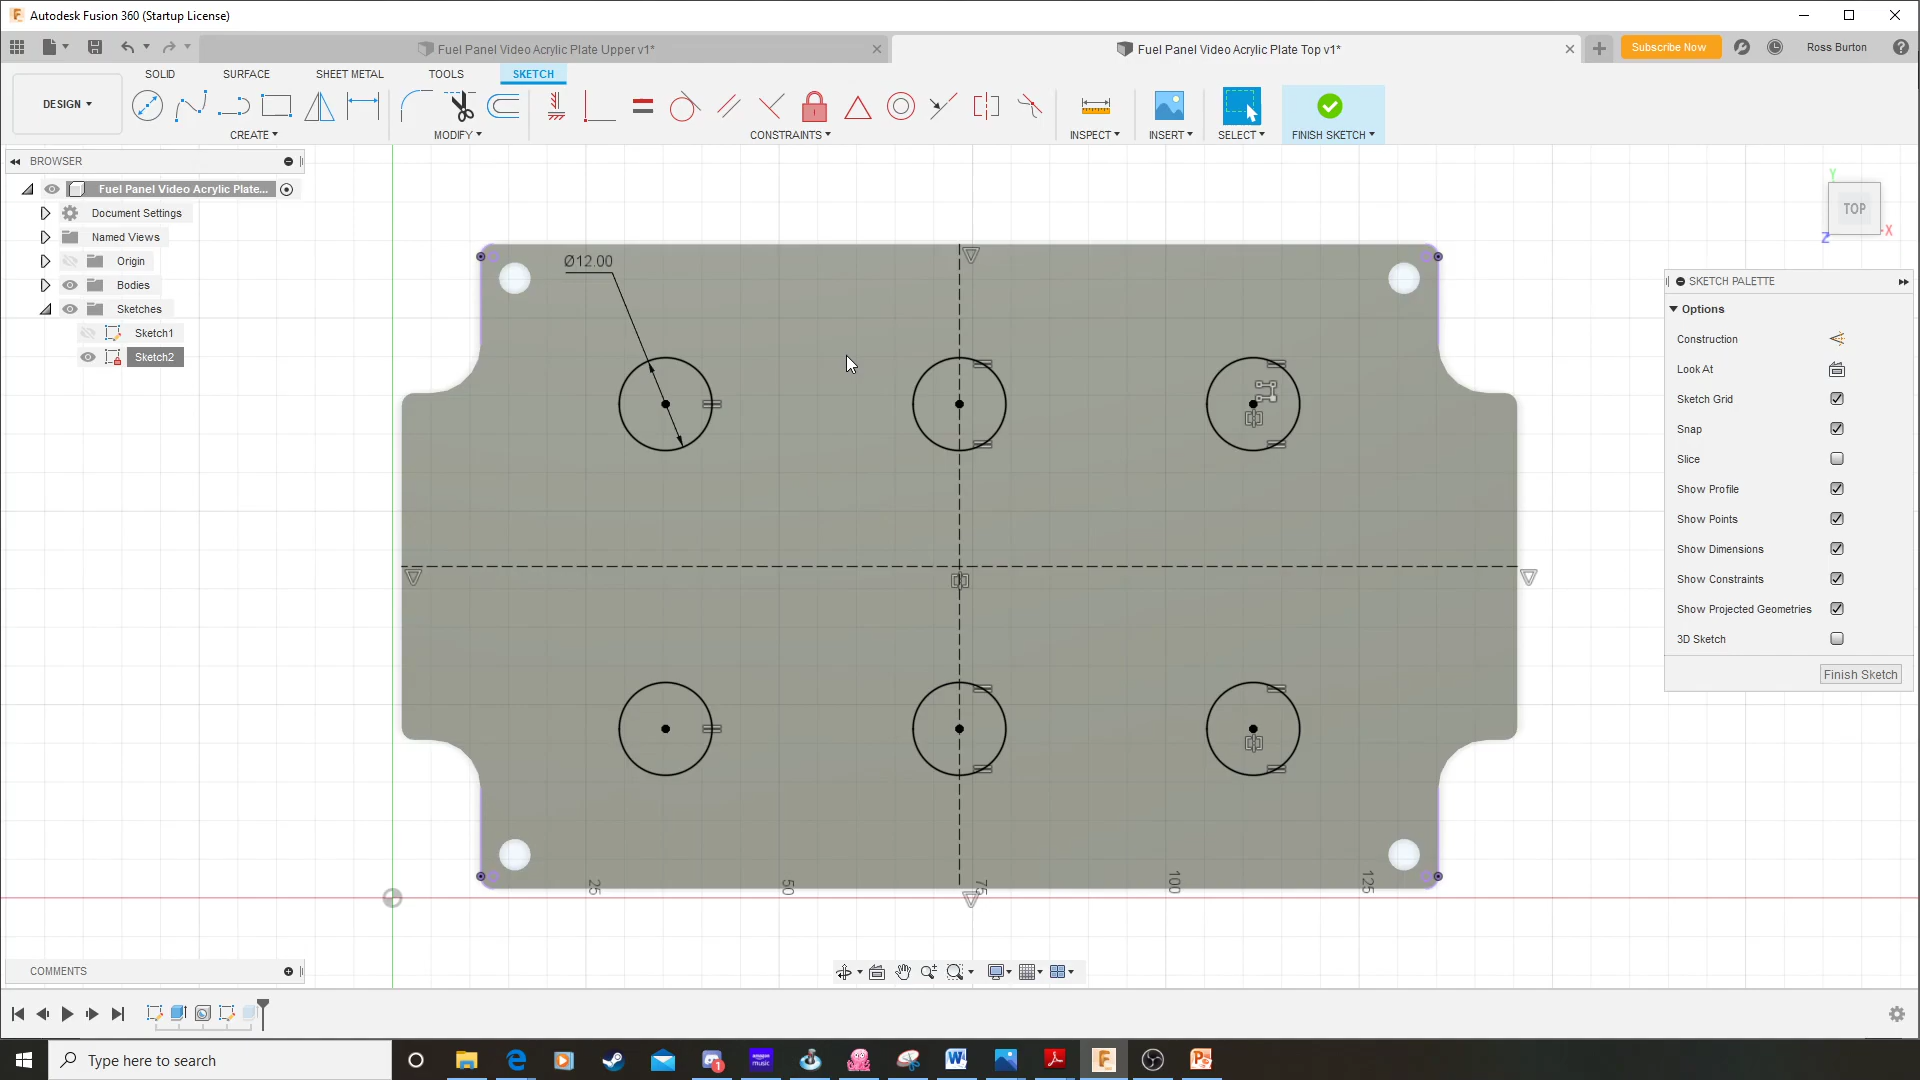 Autodesk Fusion 360 (Startup License)
Fuel Panel Video Acrylic Plate Upper v1*
Fuel Panel Video Acrylic Plate Top v1*
Subscribe Now
Ross Burton
SOLID
SURFACE
SHEET METAL
TOOLS
SKETCH
DESIGN
CREATE
MODIFY
CONSTRAINTS
INSPECT
INSERT
SELECT
FINISH SKETCH
BROWSER
Fuel Panel Video Acrylic Plate...
Document Settings
Named Views
Origin
Bodies
Sketches
Sketch1
Sketch2
Ø12.00
25
50
75
100
125
Y
TOP
X
Z
SKETCH PALETTE
Options
Construction
Look At
Sketch Grid
Snap
Slice
Show Profile
Show Points
Show Dimensions
Show Constraints
Show Projected Geometries
3D Sketch
Finish Sketch
COMMENTS
Type here to search
amazon music
1